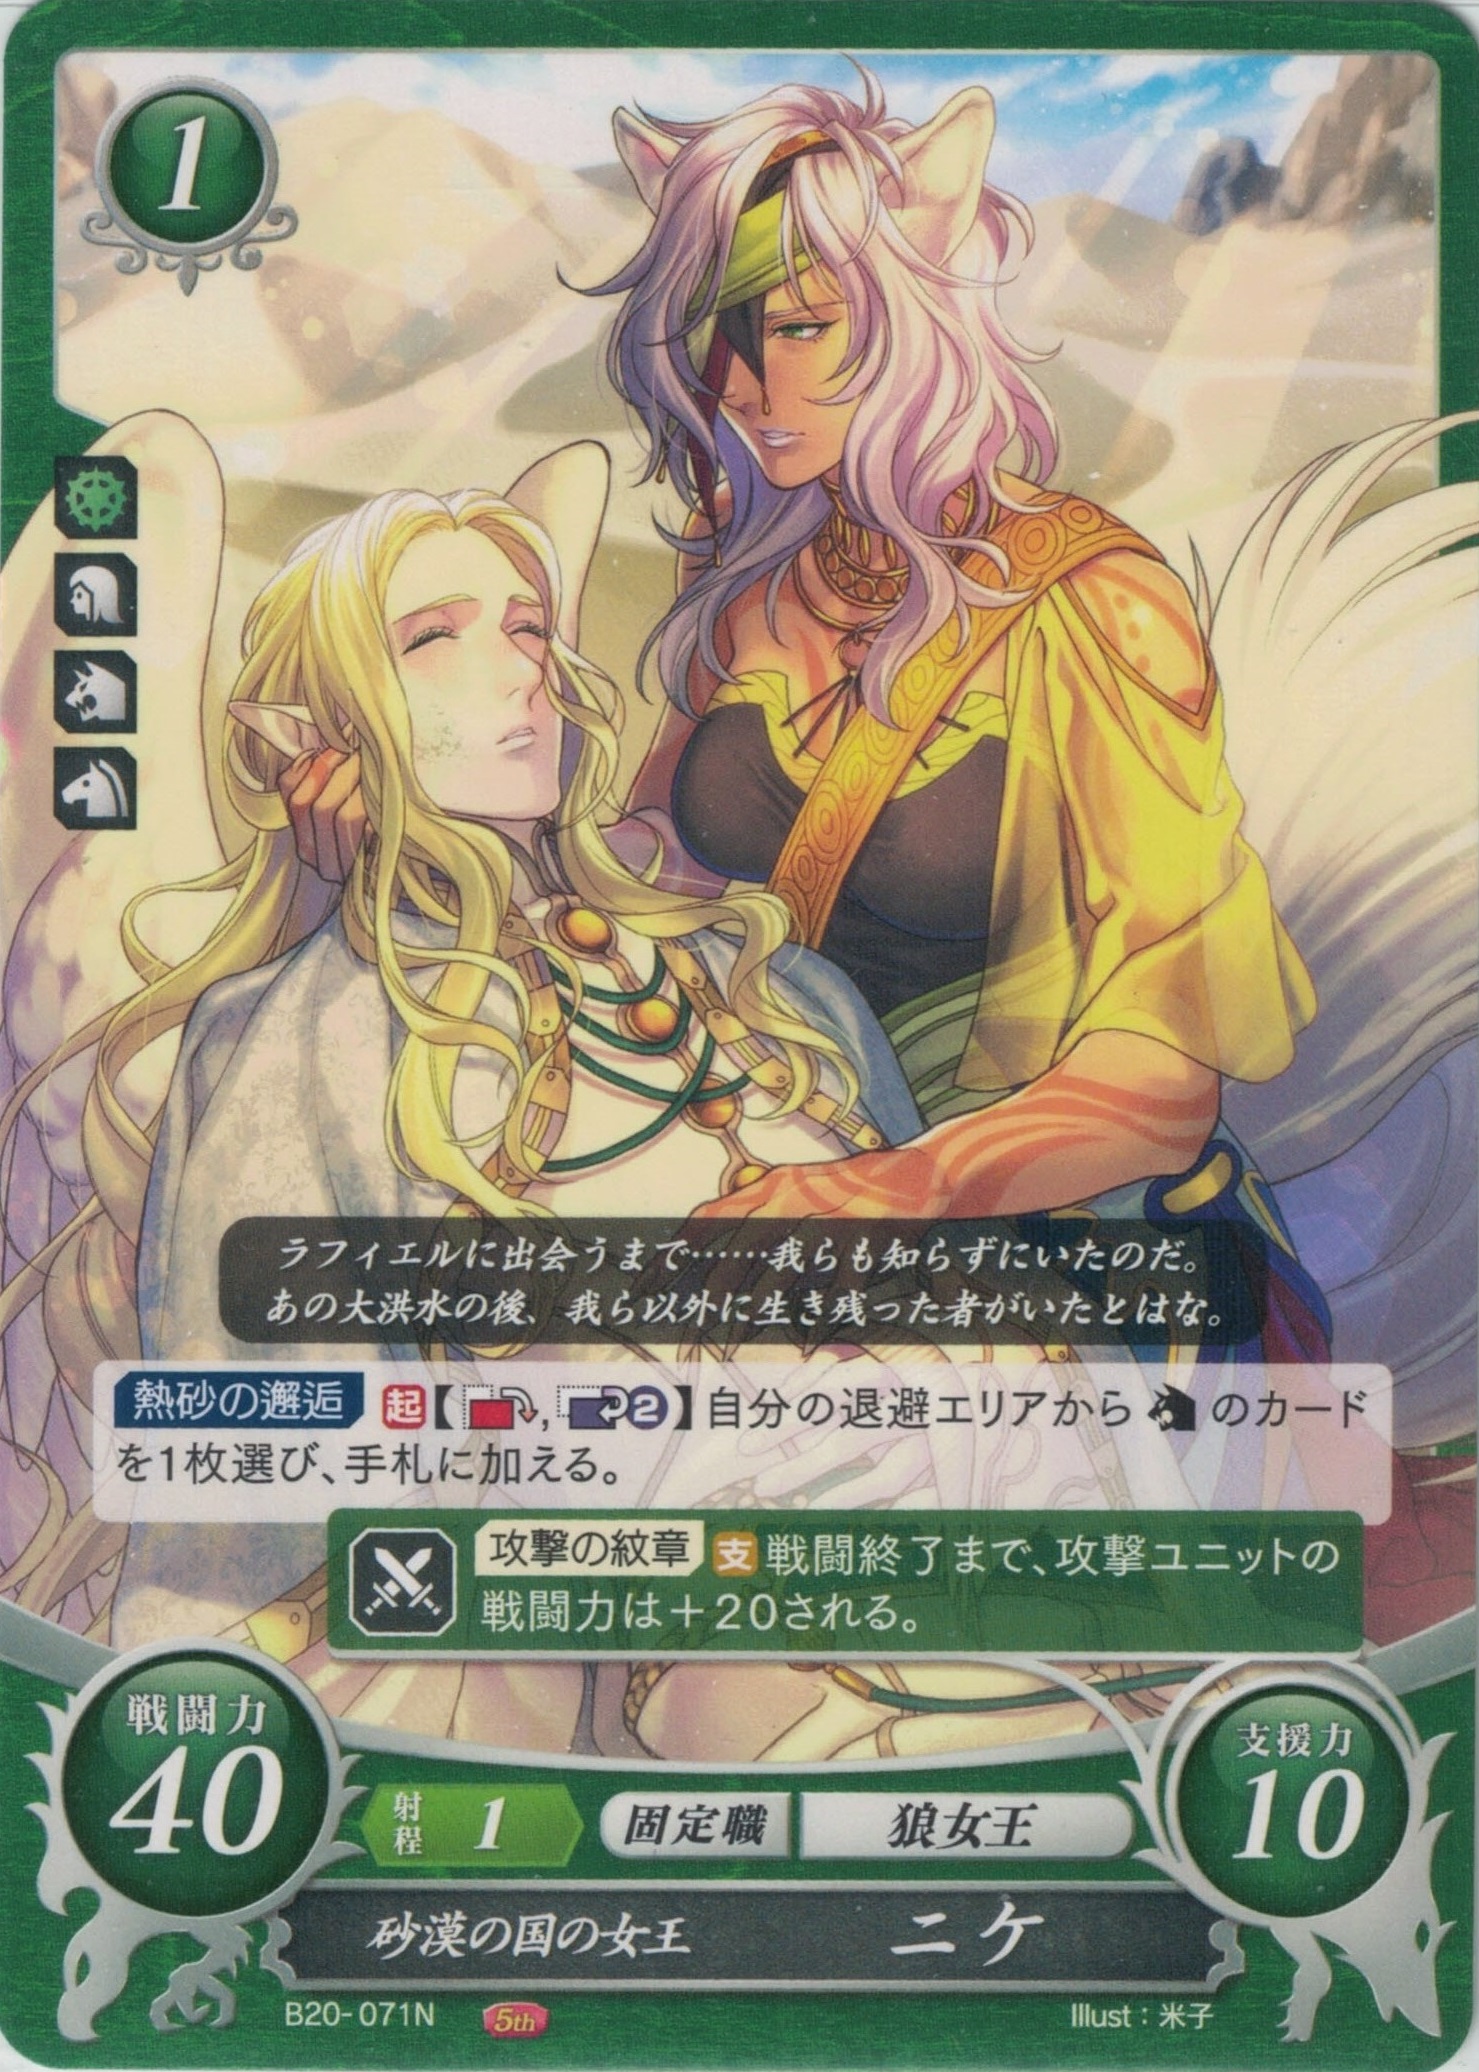 1
ラフィエルに出会うまで……我らも知らずにいたのだ。
あの大洪水の後、我ら以外に生き残った者がいたとはな。
熱砂の邂逅 起【 , 2】自分の退避エリアから のカード
を1枚選び、手札に加える。
攻撃の紋章 支 戦闘終了まで、攻撃ユニットの
戦闘力は+20される。
戦闘力
40
射程 1
固定職
狼女王
支援力
10
砂漠の国の女王 ニケ
B20-071N 5th
Illust:米子